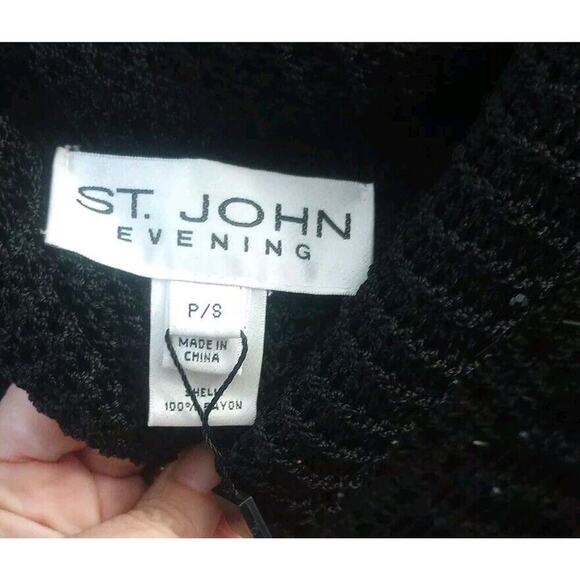 ST. JOHN
EVENING
P/S
MADE IN
CHINA
SHELL
100% RAYON